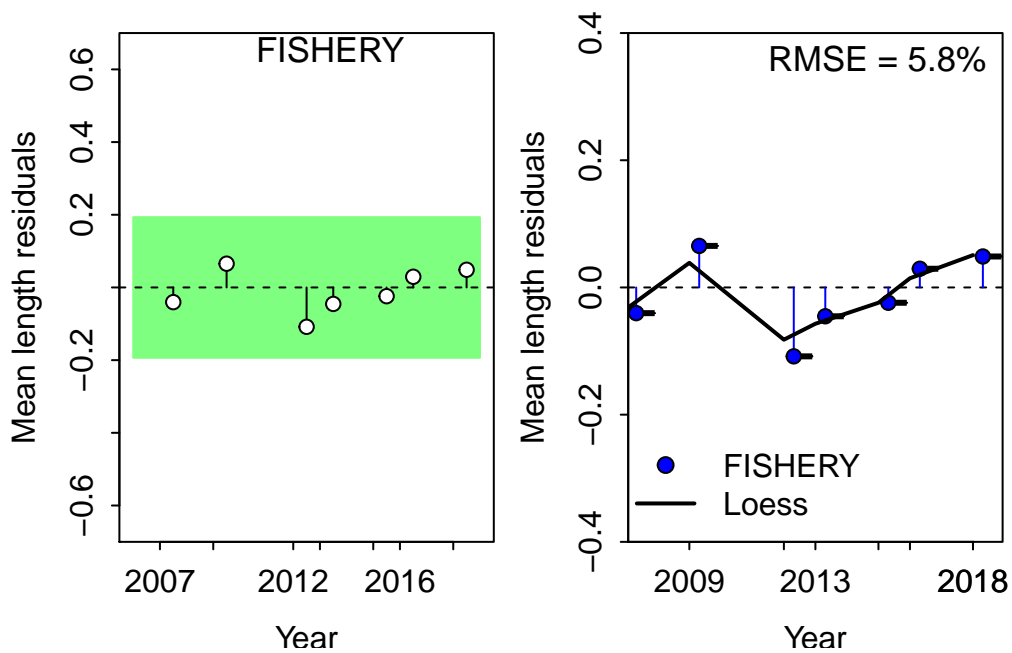 FISHERY
Mean length residuals
0.6
0.4
0.2
−0.2
−0.6
2007 2012 2016
Year
RMSE = 5.8%
Mean length residuals
0.4
0.2
0.0
−0.2
−0.4
FISHERY
Loess
2009 2013 2018
Year